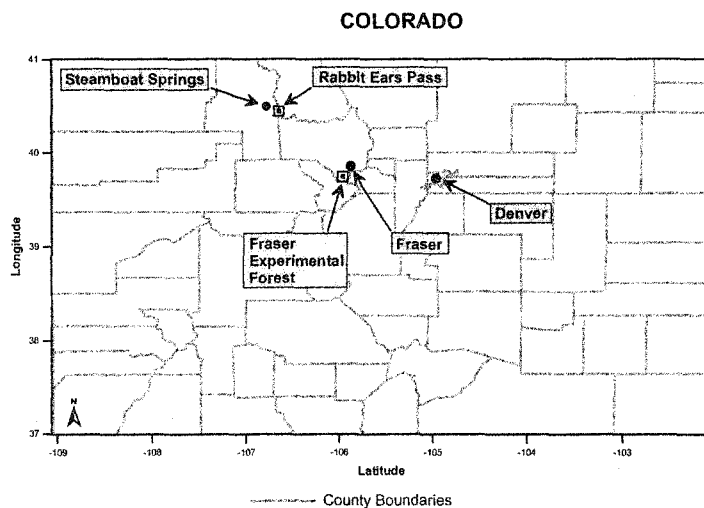 COLORADO
41
Steamboat Springs
Rabbit Ears Pass
40
Denver
Longitude
39
Fraser
Experimental
Forest
Fraser
38
N
37
-109
-108
-107
-106
-105
-104
-103
Latitude
County Boundaries